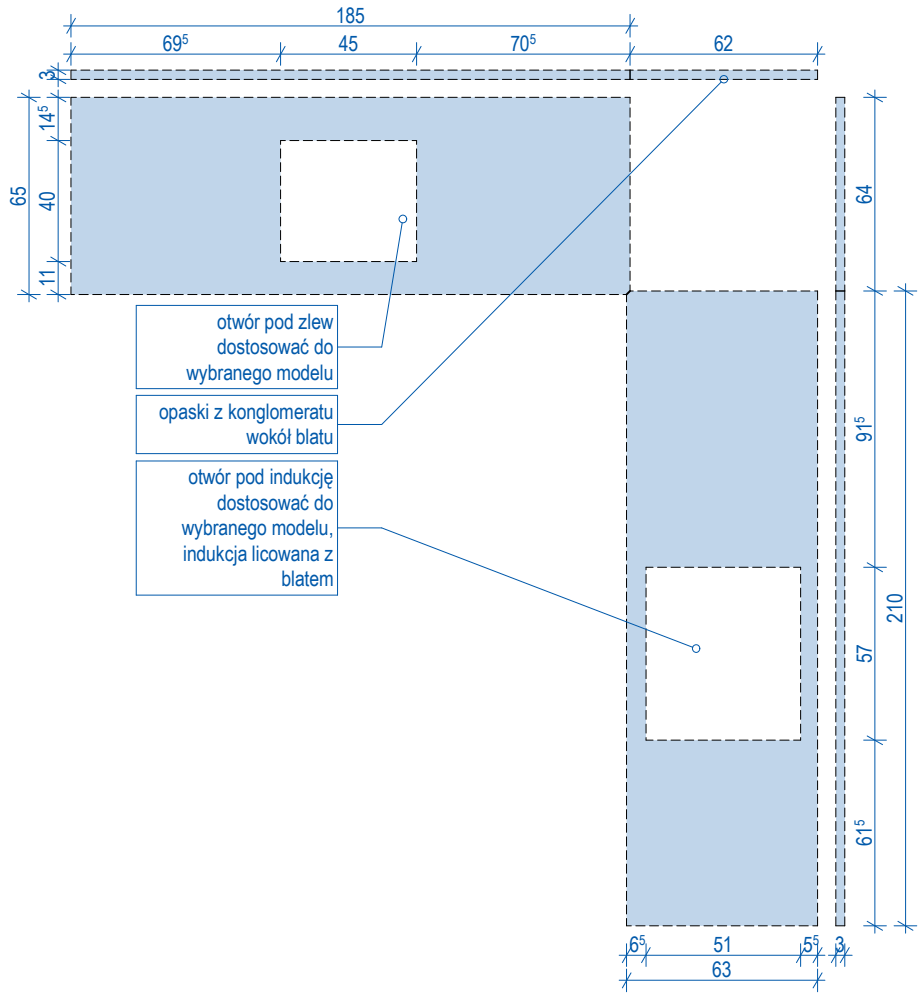 185
69⁵ 45 70⁵ 62
3
14⁵
65
40
11
64
otwór pod zlew
dostosować do
wybranego modelu
opaski z konglomeratu
wokół blatu
otwór pod indukcję
dostosować do
wybranego modelu,
indukcja licowana z
blatem
91⁵
210
57
61⁵
6⁵ 51 5⁵ 3
63